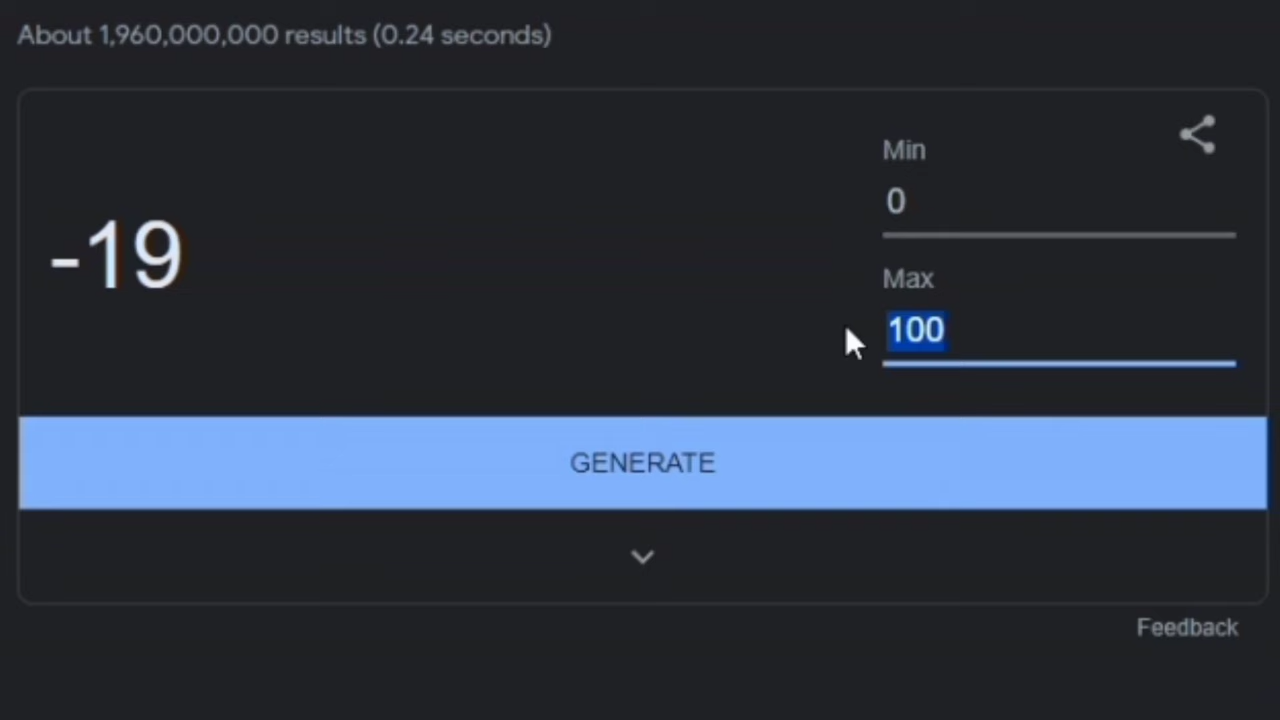 About 1,960,000,000 results (0.24 seconds)
-19
Min
0
Max
100
GENERATE
Feedback